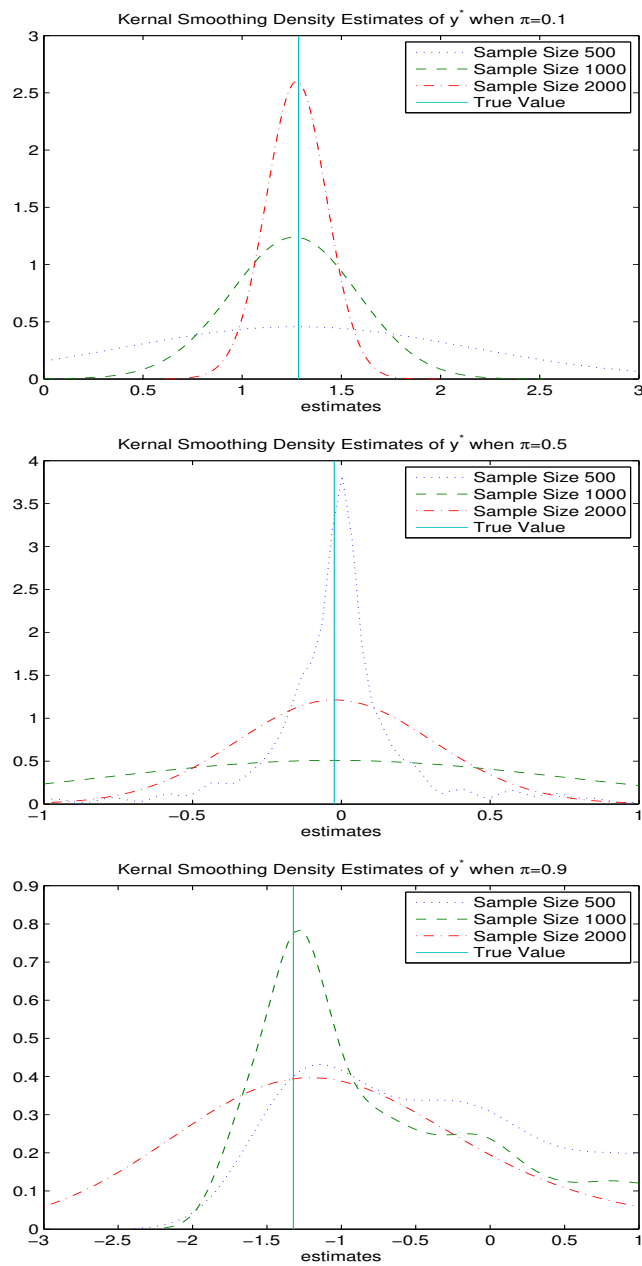 Kernal Smoothing Density Estimates of y* when π=0.1
3
2.5
2
1.5
1
0.5
0
Sample Size 500
Sample Size 1000
Sample Size 2000
True Value
0 0.5 1 1.5 2 2.5 3
estimates
Kernal Smoothing Density Estimates of y* when π=0.5
4
3.5
3
2.5
2
1.5
1
0.5
0
Sample Size 500
Sample Size 1000
Sample Size 2000
True Value
−1 −0.5 0 0.5 1
estimates
Kernal Smoothing Density Estimates of y* when π=0.9
0.9
0.8
0.7
0.6
0.5
0.4
0.3
0.2
0.1
0
Sample Size 500
Sample Size 1000
Sample Size 2000
True Value
−3 −2.5 −2 −1.5 −1 −0.5 0 0.5 1
estimates